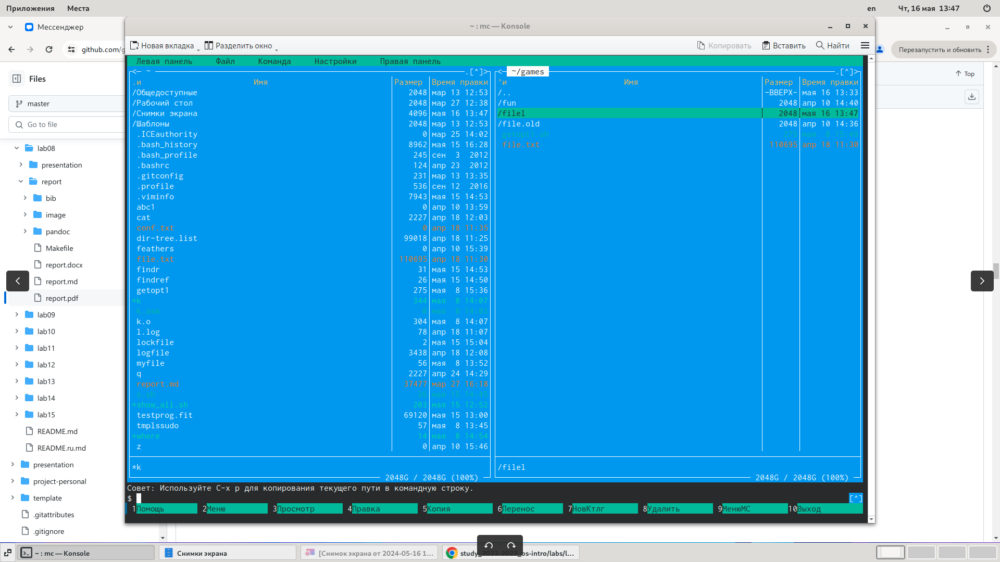 Приложения Места en Чт, 16 мая 13:47
Мессенджер
github.com/g
Перезапустить и обновить
~ : mc — Konsole
Новая вкладка Разделить окно Копировать Вставить Найти
Files
master
Go to file
lab08
presentation
report
bib
image
pandoc
Makefile
report.docx
report.md
report.pdf
lab09
lab10
lab11
lab12
lab13
lab14
lab15
README.md
README.ru.md
presentation
project-personal
template
.gitattributes
.gitignore
Top
Левая панель Файл Команда Настройки Правая панель
<— ~ .[^]>
.и Имя Размер Время правки
/Общедоступные 2048 мар 13 12:53
/Рабочий стол 2048 мар 27 12:38
/Снимки экрана 4096 мая 16 13:47
/Шаблоны 2048 мар 13 12:53
.ICEauthority 0 мар 25 14:02
.bash_history 8962 мая 15 16:28
.bash_profile 245 сен 3 2012
.bashrc 124 апр 23 2012
.gitconfig 231 мар 13 13:35
.profile 536 сен 12 2016
.viminfo 7943 мая 15 14:53
abc1 0 апр 10 13:59
cat 2227 апр 18 12:03
conf.txt 0 апр 18 11:35
dir-tree.list 99018 апр 18 11:25
feathers 0 апр 10 15:39
file.txt 110695 апр 18 11:30
findr 31 мая 15 14:53
findref 26 мая 15 14:50
getopt1 275 мая 8 15:36
*k 344 мая 8 14:07
k.asm 0 мая 8 14:03
k.o 304 мая 8 14:07
l.log 78 апр 18 11:07
lockfile 2 мая 15 15:04
logfile 3438 апр 18 12:08
myfile 56 мая 8 13:52
q 2227 апр 24 14:29
report.md 37477 мар 27 16:18
s.sh мая 15 14:45
*show_all.sh 203 мая 15 12:52
testprog.fit 69120 мая 15 13:00
tmplssudo 57 мая 8 13:45
*where 14 мая 8 14:54
z 0 апр 10 15:46
*k
2048G / 2048G (100%)
<— ~/games .[^]>
'и Имя Размер Время правки
/.. -ВВЕРХ- мая 16 13:33
/fun 2048 апр 10 14:40
/filel 2048 мая 16 13:47
/file.old 2048 апр 10 14:36
getopt1.sh 275 мая 8 15:49
file.txt 110695 апр 18 11:30
/filel
2048G / 2048G (100%)
Совет: Используйте C-x p для копирования текущего пути в командную строку.
$ [^]
1Помощь 2Меню 3Просмотр 4Правка 5Копия 6Перенос 7НовКтлг 8Удалить 9МенюMC 10Выход
~ : mc — Konsole Снимки экрана [Снимок экрана от 2024-05-16 1... study_2022-2023_os-intro/labs/l...